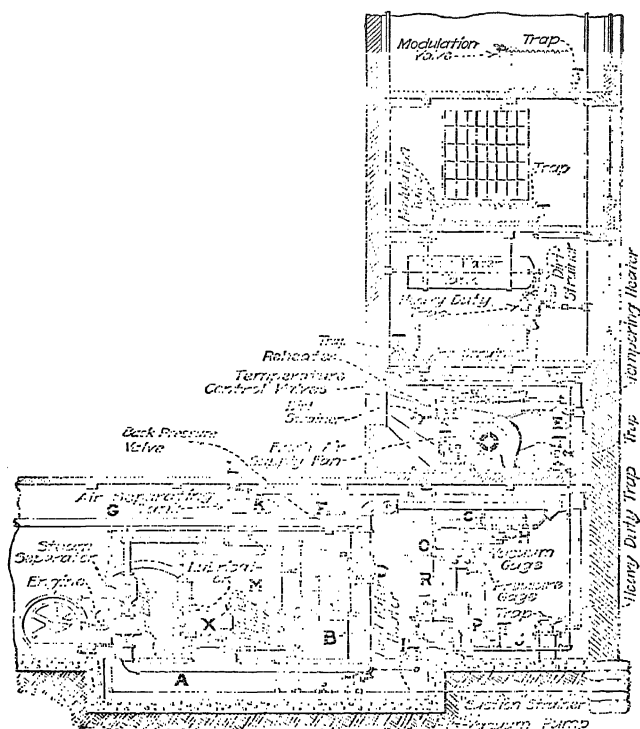 Modulation
Valve
Trap
Trap
Heavy Duty
Dirt
Strainer
Trap
Reheater
Temperature
Control Valves
Strainer
Back Pressure
Valve
Fresh Air
Supply Fan
Air Separating
Tank
G
K
F
S
H
Steam
Separator
Engine
M
X
B
A
O
R
P
J
Vacuum
Gage
Pressure
Gage
Trap
Suction Strainer
Vacuum Pump
Heavy Duty Trap
Trap
Tempering Heater